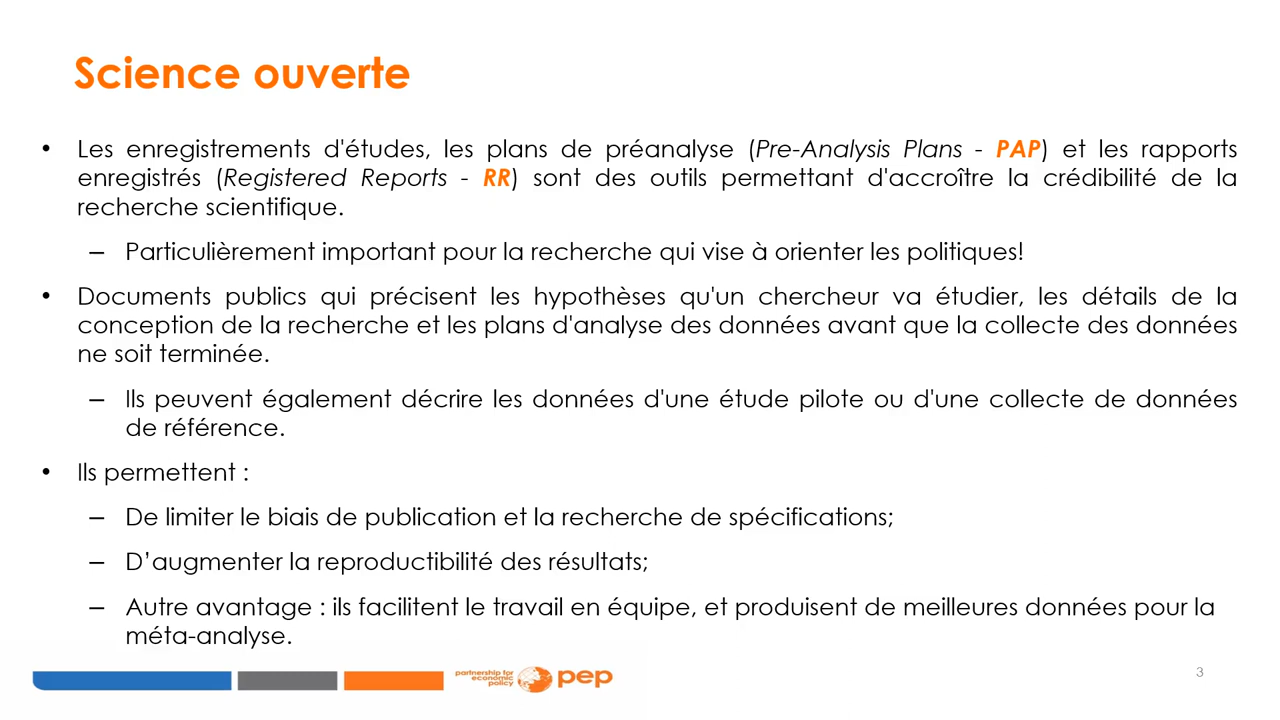 Science ouverte
• Les enregistrements d'études, les plans de préanalyse (Pre-Analysis Plans - PAP) et les rapports
enregistrés (Registered Reports - RR) sont des outils permettant d'accroître la crédibilité de la
recherche scientifique.
– Particulièrement important pour la recherche qui vise à orienter les politiques!
• Documents publics qui précisent les hypothèses qu'un chercheur va étudier, les détails de la
conception de la recherche et les plans d'analyse des données avant que la collecte des données
ne soit terminée.
– Ils peuvent également décrire les données d'une étude pilote ou d'une collecte de données
de référence.
• Ils permettent :
– De limiter le biais de publication et la recherche de spécifications;
– D’augmenter la reproductibilité des résultats;
– Autre avantage : ils facilitent le travail en équipe, et produisent de meilleures données pour la
méta-analyse.
partnership for
economic
policy
pep
3